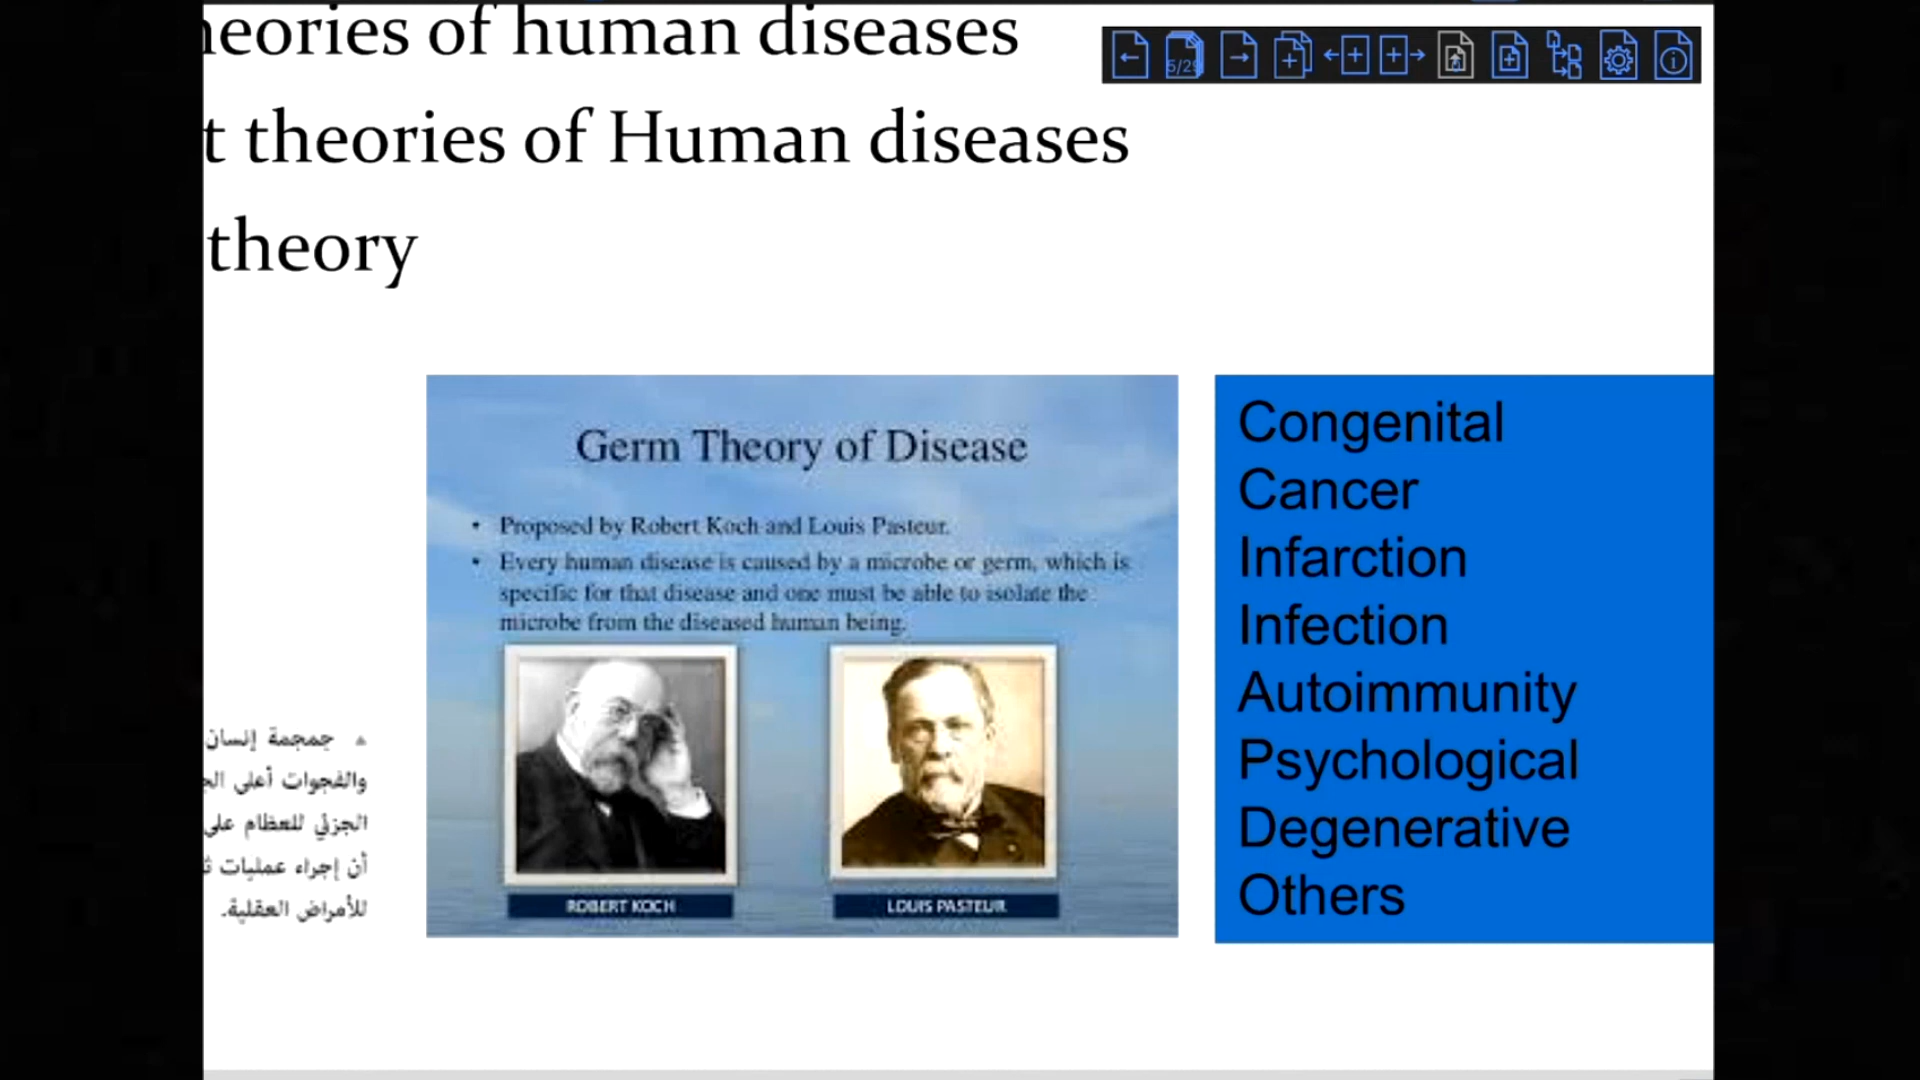 heories of human diseases
5/29
t theories of Human diseases
theory
Germ Theory of Disease
• Proposed by Robert Koch and Louis Pasteur.
• Every human disease is caused by a microbe or germ, which is
specific for that disease and one must be able to isolate the
microbe from the diseased human being.
ROBERT KOCH
LOUIS PASTEUR
Congenital
Cancer
Infarction
Infection
Autoimmunity
Psychological
Degenerative
Others
جمجمة إنسان
والفجوات أعلى الج
الجزئي للعظام على
أن إجراء عمليات ث
للأمراض العقلية.